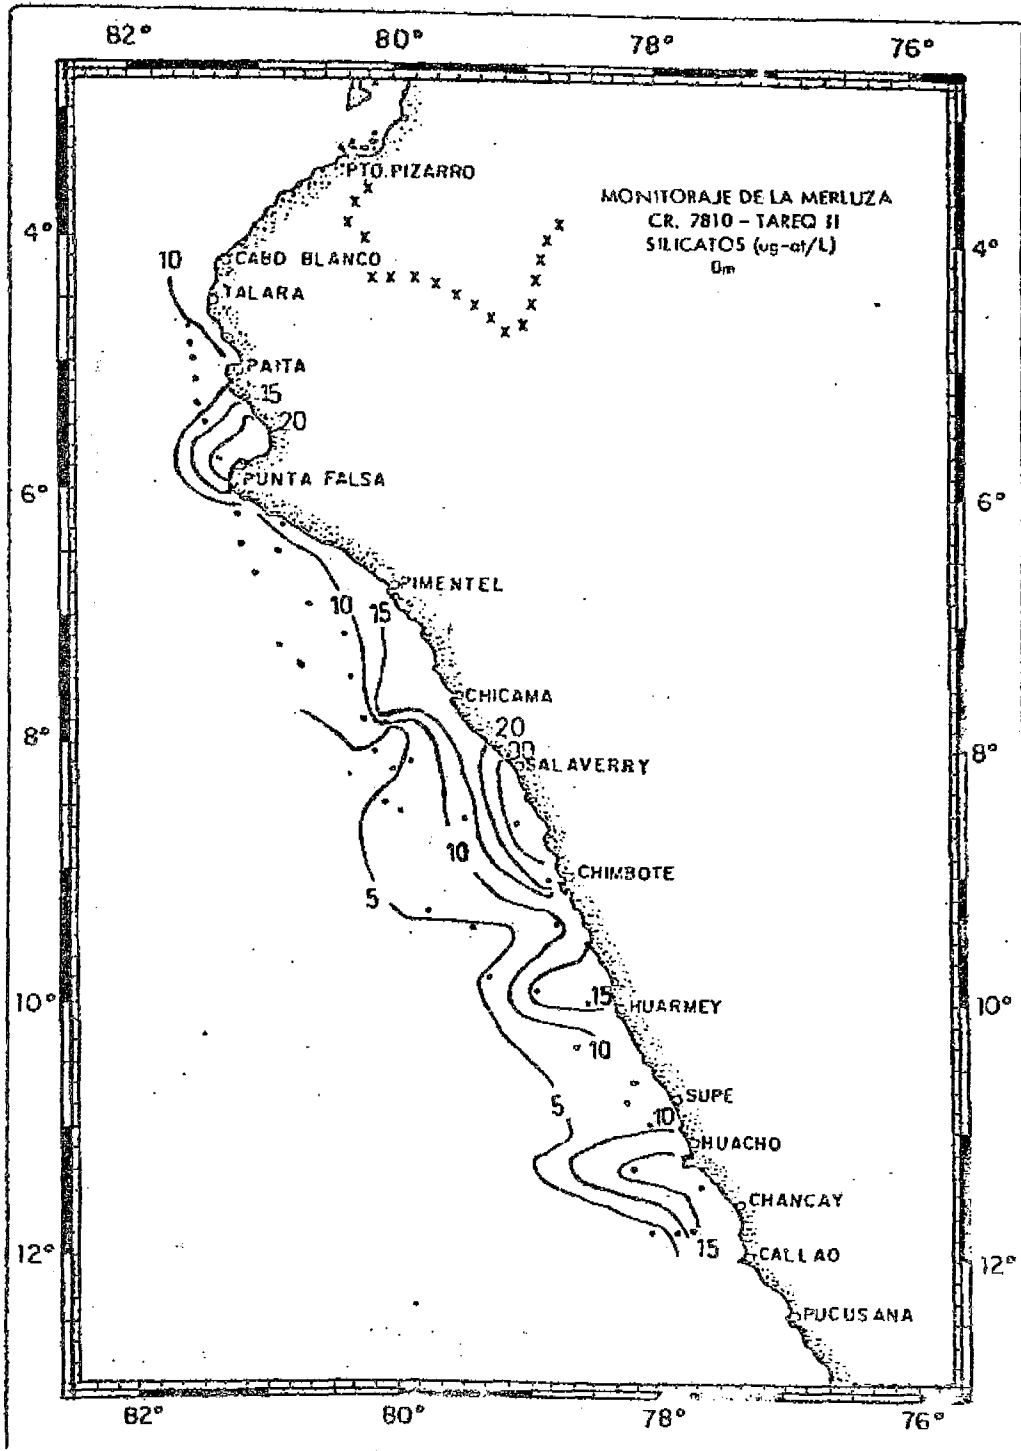 82° 80° 78° 76°
PTO. PIZARRO
MONITORAJE DE LA MERLUZA
CR. 7810 - TAREQ II
SILICATOS (ug-at/L)
0m
4° 4°
10 CABO BLANCO
TALARA
PAITA
15
20
PUNTA FALSA
6° 6°
PIMENTEL
10 15
CHICAMA
20
8° 8°
SALAVERRY
10
CHIMBOTE
5
10° 15 HUARMEY 10°
10
5 SUPE
10
HUACHO
CHANCAY
15
12° CALLAO 12°
PUCUSANA
82° 80° 78° 76°